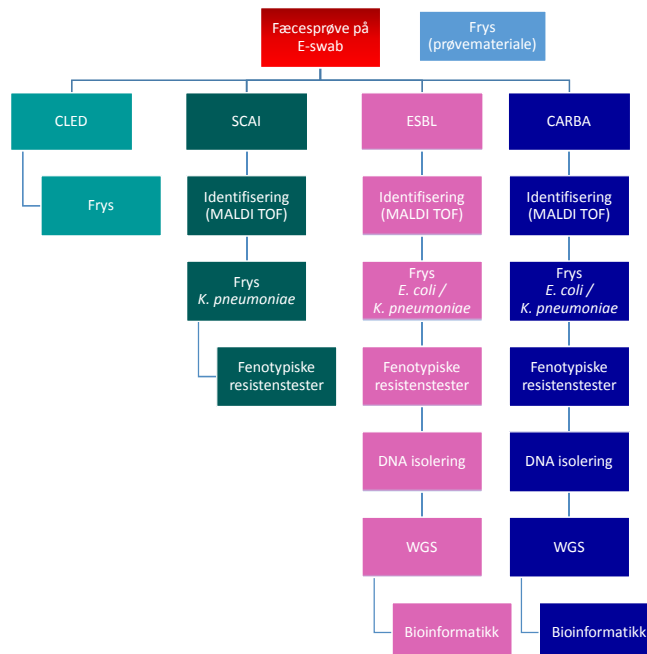 Fæcesprøve på
E-swab
Frys
(prøvemateriale)
CLED
SCAI
ESBL
CARBA
Frys
Identifisering
(MALDI TOF)
Identifisering
(MALDI TOF)
Identifisering
(MALDI TOF)
Frys
K. pneumoniae
Frys
E. coli /
K. pneumoniae
Frys
E. coli /
K. pneumoniae
Fenotypiske
resistenstester
Fenotypiske
resistenstester
Fenotypiske
resistenstester
DNA isolering
DNA isolering
WGS
WGS
Bioinformatikk
Bioinformatikk